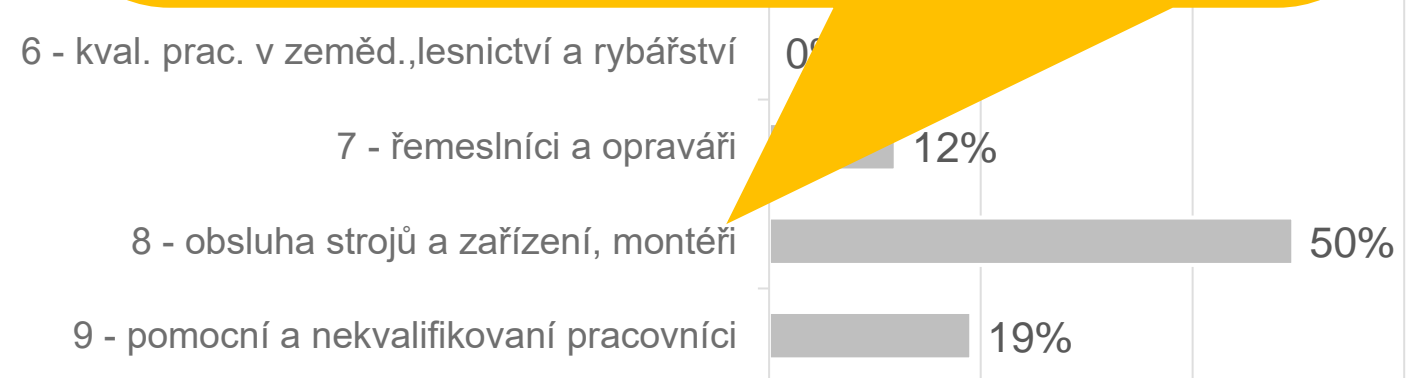 6 - kval. prac. v zeměd.,lesnictví a rybářství
7 - řemeslníci a opraváři 12%
8 - obsluha strojů a zařízení, montéři 50%
9 - pomocní a nekvalifikovaní pracovníci 19%